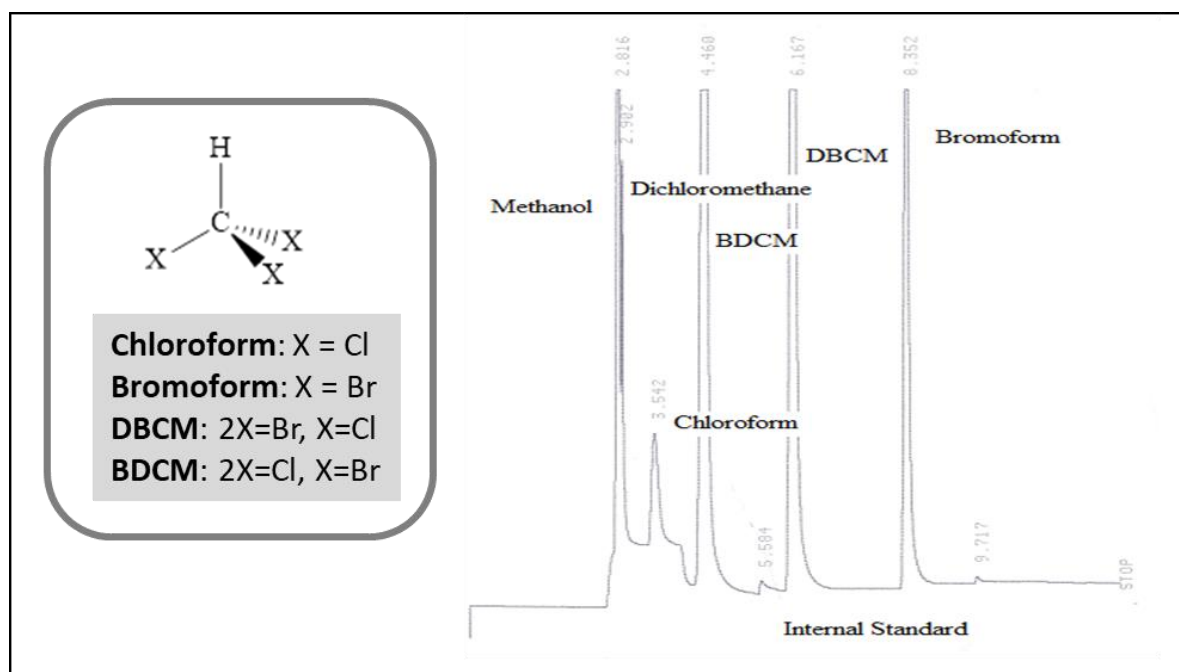 H
C
X
X
X
Chloroform: X = Cl
Bromoform: X = Br
DBCM: 2X=Br, X=Cl
BDCM: 2X=Cl, X=Br
2.816
2.902
4.460
6.167
8.352
Bromoform
DBCM
Dichloromethane
Methanol
BDCM
3.542
Chloroform
5.584
9.717
STOP
Internal Standard